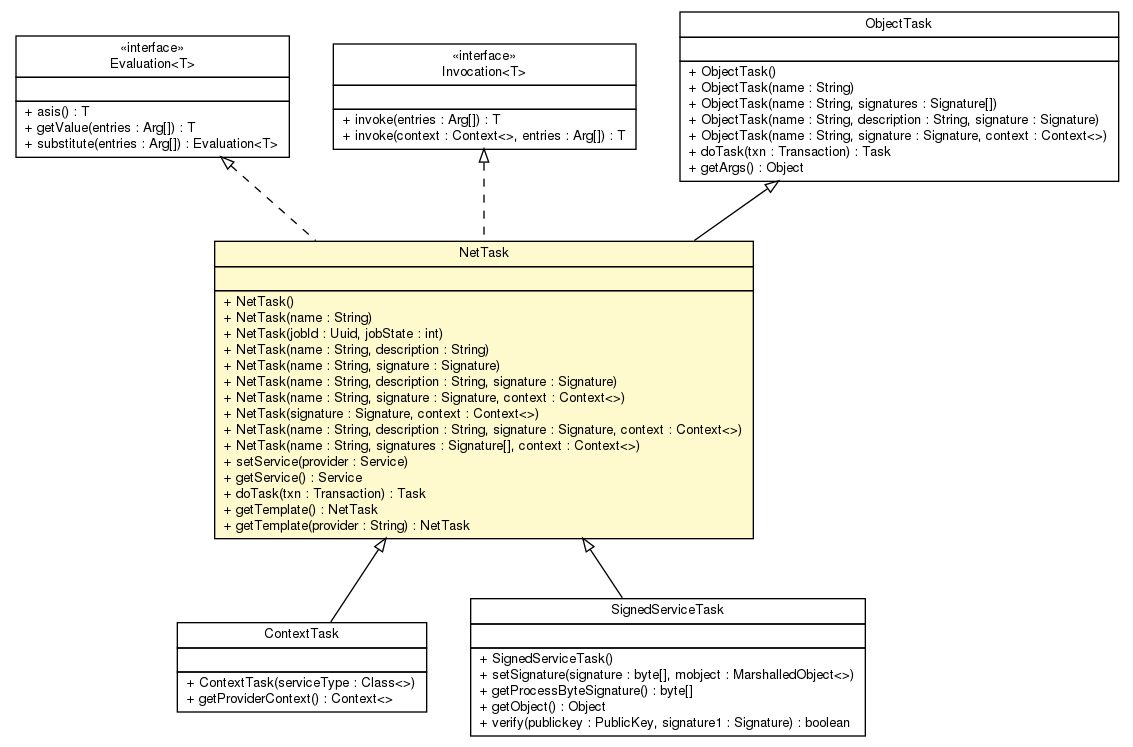 «interface»
Evaluation<T>
+ asis() : T
+ getValue(entries : Arg[]) : T
+ substitute(entries : Arg[]) : Evaluation<T>
«interface»
Invocation<T>
+ invoke(entries : Arg[]) : T
+ invoke(context : Context<>, entries : Arg[]) : T
ObjectTask
+ ObjectTask()
+ ObjectTask(name : String)
+ ObjectTask(name : String, signatures : Signature[])
+ ObjectTask(name : String, description : String, signature : Signature)
+ ObjectTask(name : String, signature : Signature, context : Context<>)
+ doTask(txn : Transaction) : Task
+ getArgs() : Object
NetTask
+ NetTask()
+ NetTask(name : String)
+ NetTask(jobId : Uuid, jobState : int)
+ NetTask(name : String, description : String)
+ NetTask(name : String, signature : Signature)
+ NetTask(name : String, description : String, signature : Signature)
+ NetTask(name : String, signature : Signature, context : Context<>)
+ NetTask(signature : Signature, context : Context<>)
+ NetTask(name : String, description : String, signature : Signature, context : Context<>)
+ NetTask(name : String, signatures : Signature[], context : Context<>)
+ setService(provider : Service)
+ getService() : Service
+ doTask(txn : Transaction) : Task
+ getTemplate() : NetTask
+ getTemplate(provider : String) : NetTask
ContextTask
+ ContextTask(serviceType : Class<>)
+ getProviderContext() : Context<>
SignedServiceTask
+ SignedServiceTask()
+ setSignature(signature : byte[], mobject : MarshalledObject<>)
+ getProcessByteSignature() : byte[]
+ getObject() : Object
+ verify(publickey : PublicKey, signature1 : Signature) : boolean